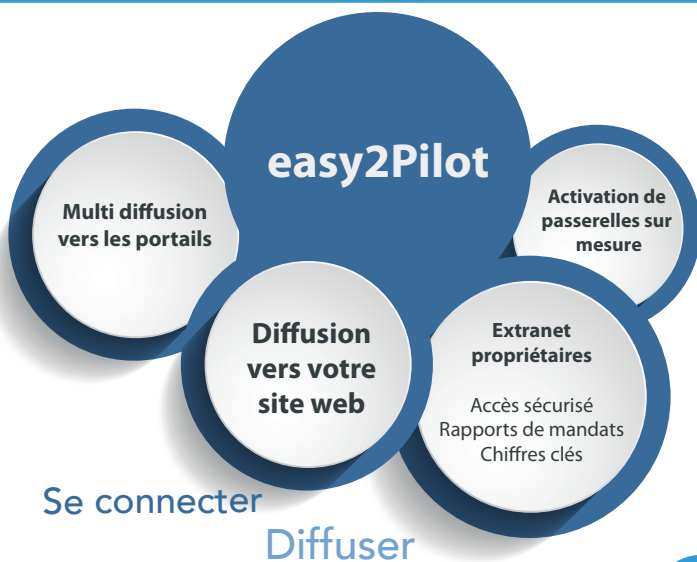 easy2Pilot
Multi diffusion
vers les portails
Activation de
passerelles sur
mesure
Diffusion
vers votre
site web
Extranet
propriétaires
Accès sécurisé
Rapports de mandats
Chiffres clés
Se connecter
Diffuser